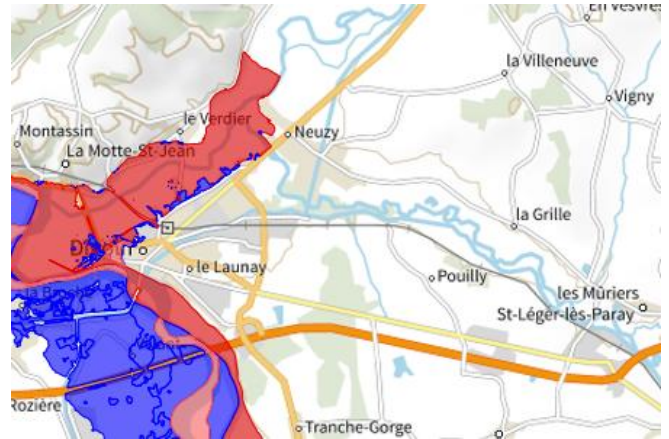 En Vesvres
la Villeneuve
Vigny
le Verdier
Neuzy
Montassin
La Motte-St-Jean
la Grille
le Launay
Pouilly
les Mûriers
St-Léger-lès-Paray
Rozière
Tranche-Gorge